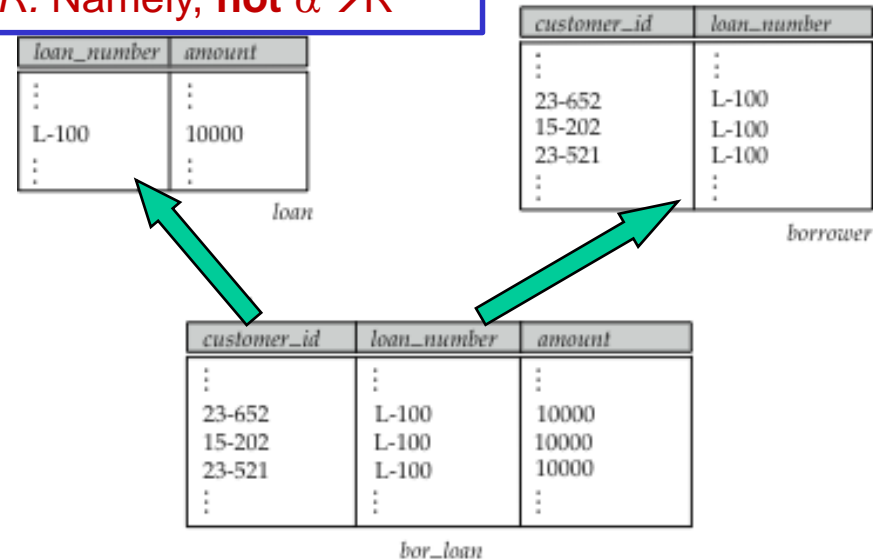 R. Namely, not α→R
loan_number amount
⋮ ⋮
L-100 10000
⋮ ⋮
loan
customer_id loan_number
⋮ ⋮
23-652 L-100
15-202 L-100
23-521 L-100
⋮ ⋮
borrower
customer_id loan_number amount
⋮ ⋮ ⋮
23-652 L-100 10000
15-202 L-100 10000
23-521 L-100 10000
⋮ ⋮ ⋮
bor_loan